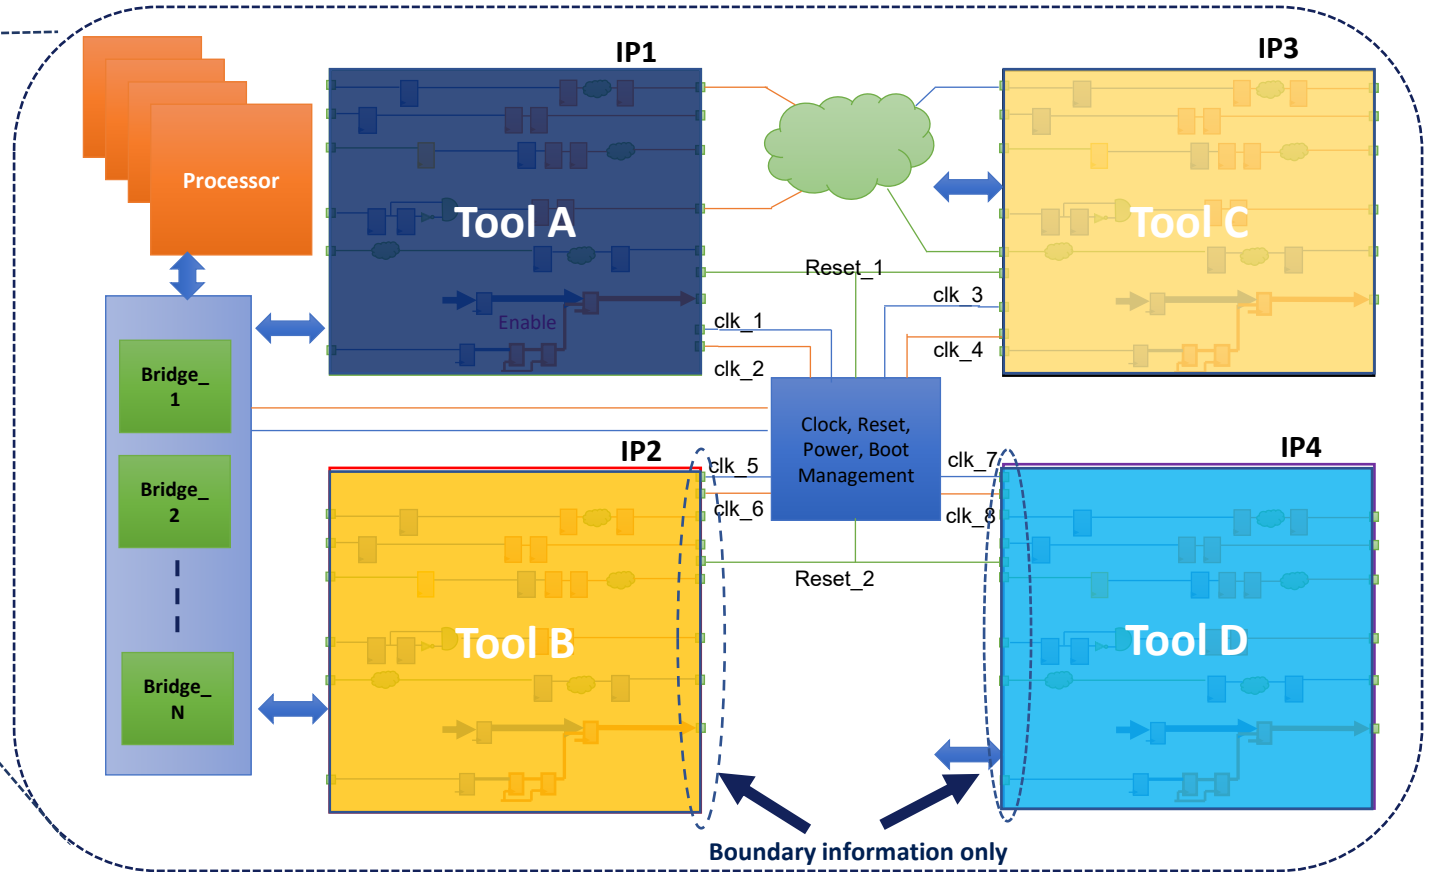 IP1
IP3
Processor
Tool A
Tool C
Reset_1
clk_3
Enable
clk_1
clk_4
clk_2
Bridge_
1
Clock, Reset,
Power, Boot
Management
IP2
IP4
clk_5
clk_7
Bridge_
2
clk_6
clk_8
Reset_2
Tool B
Tool D
Bridge_
N
Boundary information only